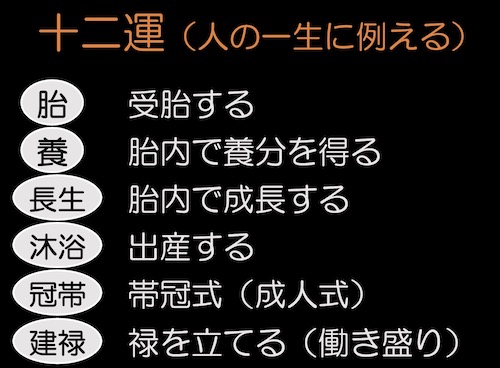 十二運（人の一生に例える）
胎 受胎する
養 胎内で養分を得る
長生 胎内で成長する
沐浴 出産する
冠帯 帯冠式（成人式）
建禄 禄を立てる（働き盛り）